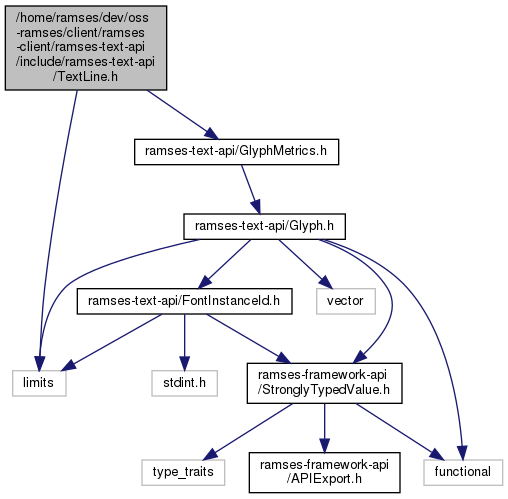 /home/ramses/dev/oss
-ramses/client/ramses
-client/ramses-text-api
/include/ramses-text-api
/TextLine.h
ramses-text-api/GlyphMetrics.h
ramses-text-api/Glyph.h
ramses-text-api/FontInstanceId.h
vector
limits
stdint.h
ramses-framework-api
/StronglyTypedValue.h
type_traits
ramses-framework-api
/APIExport.h
functional